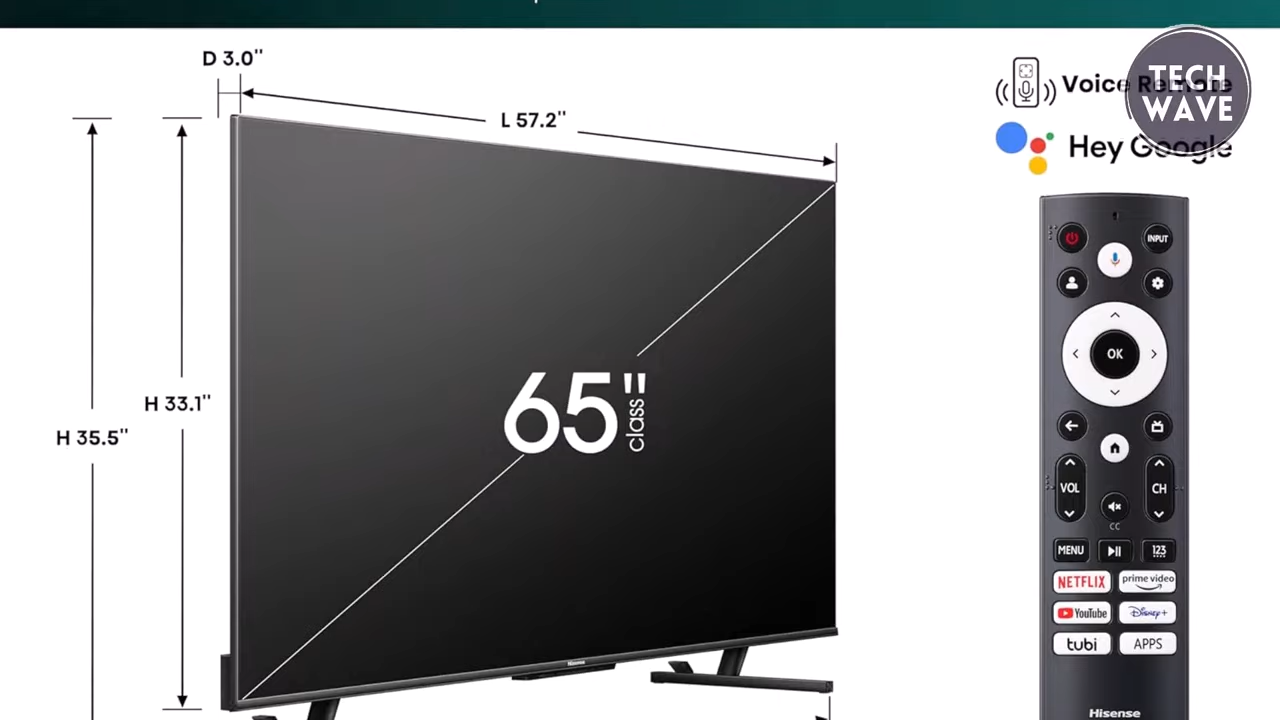 D 3.0"
L 57.2"
H 33.1"
H 35.5"
65"
class
Hisense
Voice Remote
Hey Google
TECH
WAVE
INPUT
OK
VOL
CH
CC
MENU
123
NETFLIX
prime video
YouTube
Disney+
tubi
APPS
Hisense